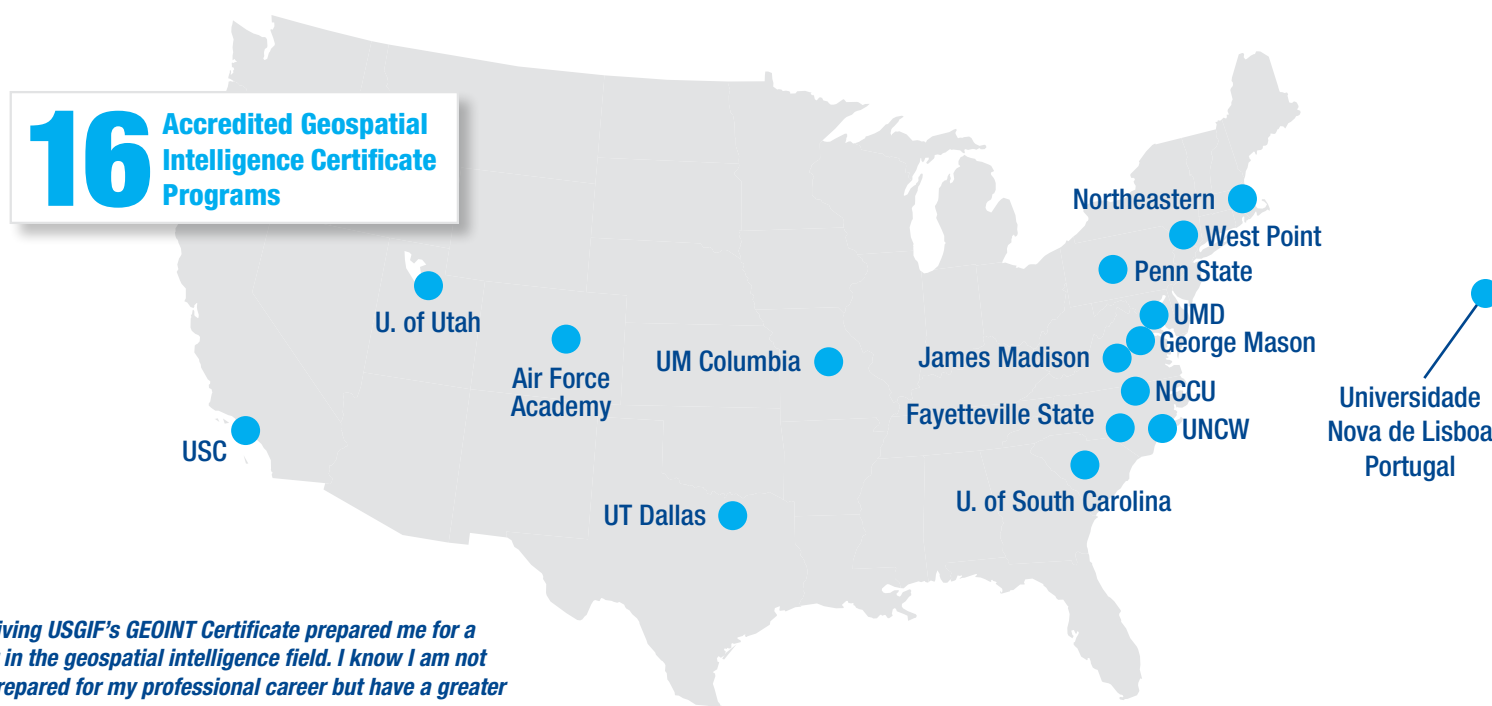 16
Accredited Geospatial
Intelligence Certificate
Programs
Northeastern
West Point
Penn State
U. of Utah
UMD
George Mason
James Madison
UM Columbia
Air Force
Academy
NCCU
Fayetteville State
UNCW
USC
U. of South Carolina
UT Dallas
Universidade
Nova de Lisboa
Portugal
USGIF's GEOINT Certificate prepared me for a
in the geospatial intelligence field. I know I am not
for my professional career but have a greater